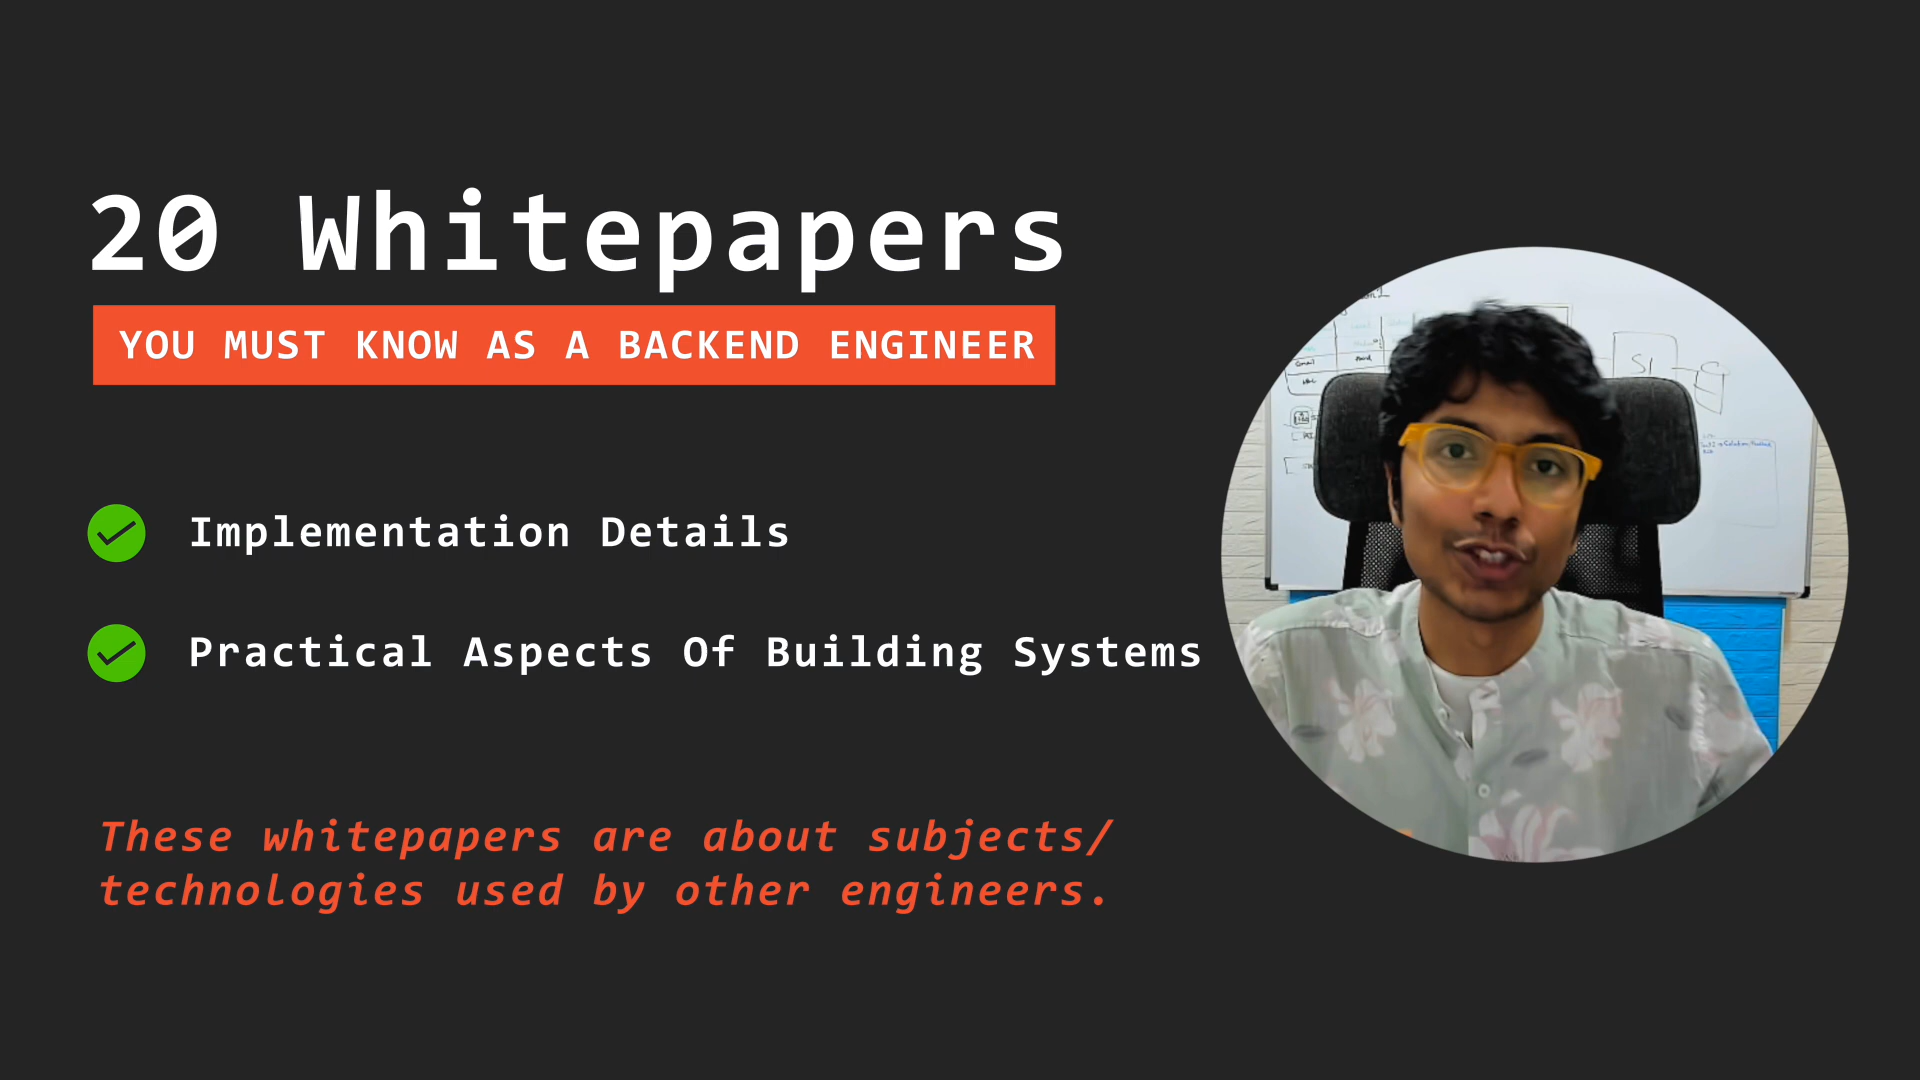 20 Whitepapers
YOU MUST KNOW AS A BACKEND ENGINEER
Implementation Details
Practical Aspects Of Building Systems
These whitepapers are about subjects/
technologies used by other engineers.
S1